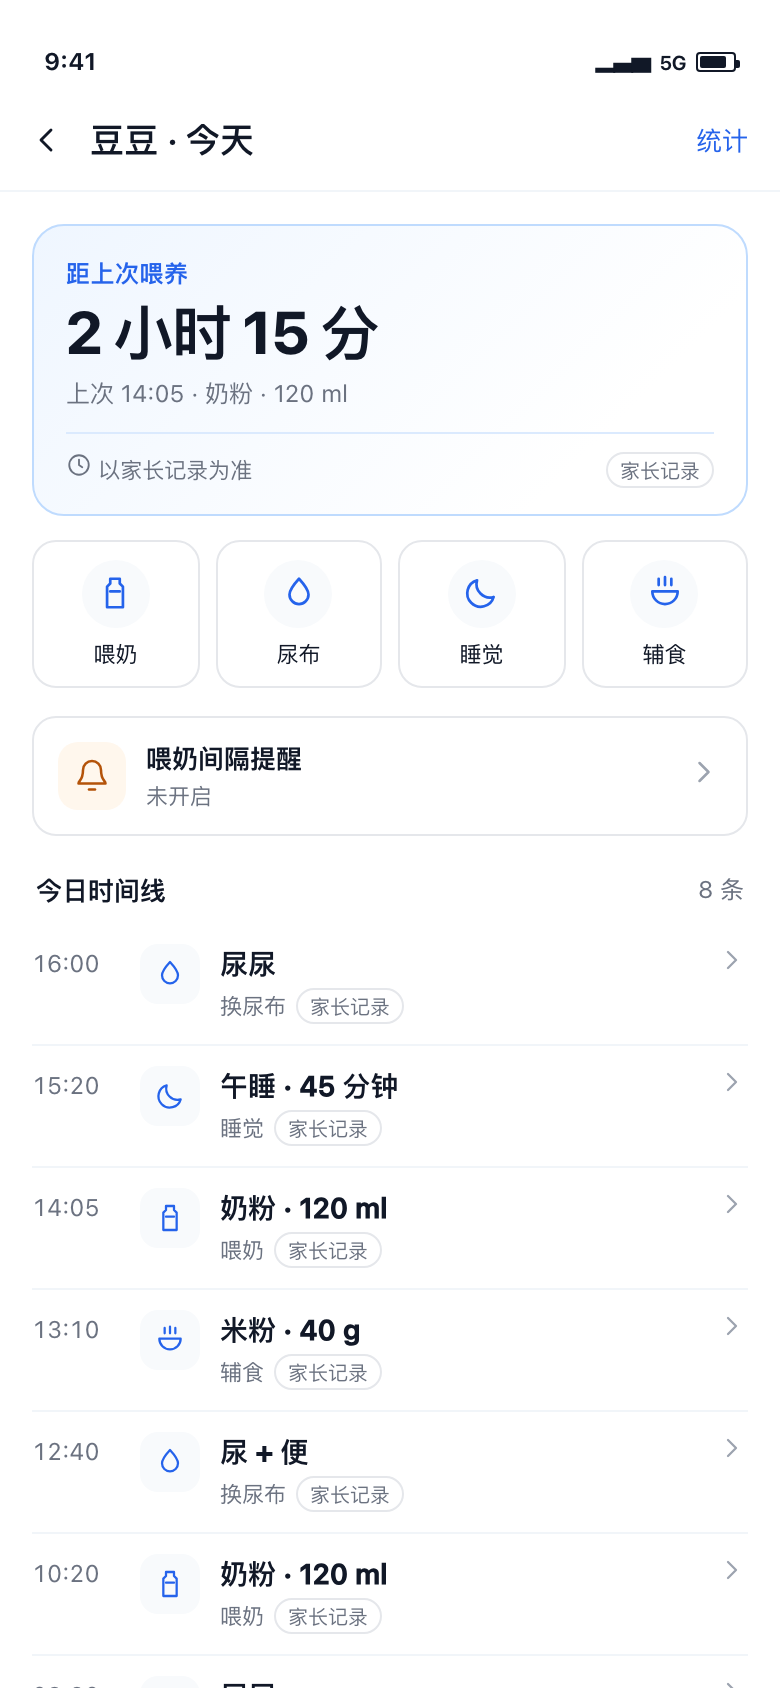 9:41
5G
豆豆 · 今天
统计
距上次喂养
2 小时 15 分
上次 14:05 · 奶粉 · 120 ml
以家长记录为准
家长记录
喂奶
尿布
睡觉
辅食
喂奶间隔提醒
未开启
今日时间线
8 条
16:00
尿尿
换尿布 家长记录
15:20
午睡 · 45 分钟
睡觉 家长记录
14:05
奶粉 · 120 ml
喂奶 家长记录
13:10
米粉 · 40 g
辅食 家长记录
12:40
尿 + 便
换尿布 家长记录
10:20
奶粉 · 120 ml
喂奶 家长记录